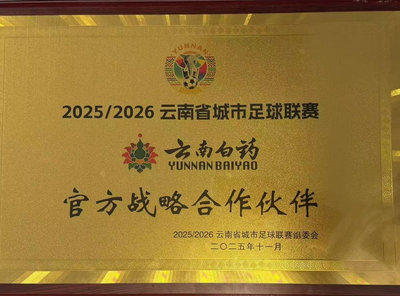 YUNNAN
2025/2026 云南省城市足球联赛
云南白药
YUNNAN BAIYAO
官方战略合作伙伴
2025/2026 云南省城市足球联赛组委会
二〇二五年十一月